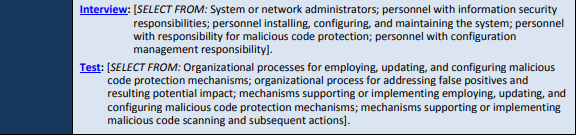 Interview: [SELECT FROM: System or network administrators; personnel with information security
responsibilities; personnel installing, configuring, and maintaining the system; personnel
with responsibility for malicious code protection; personnel with configuration
management responsibility].
Test: [SELECT FROM: Organizational processes for employing, updating, and configuring malicious
code protection mechanisms; organizational process for addressing false positives and
resulting potential impact; mechanisms supporting or implementing employing, updating, and
configuring malicious code protection mechanisms; mechanisms supporting or implementing
malicious code scanning and subsequent actions].